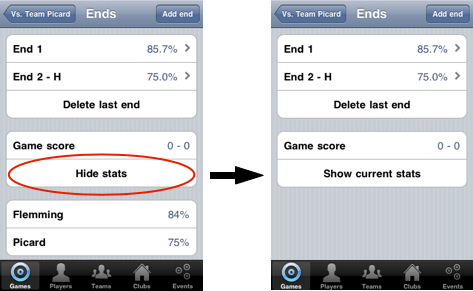 Vs. Team Picard Ends Add end
End 1 85.7%
End 2 - H 75.0%
Delete last end
Game score 0 - 0
Hide stats
Flemming 84%
Picard 75%
Games Players Teams Clubs Events
Vs. Team Picard Ends Add end
End 1 85.7%
End 2 - H 75.0%
Delete last end
Game score 0 - 0
Show current stats
Games Players Teams Clubs Events